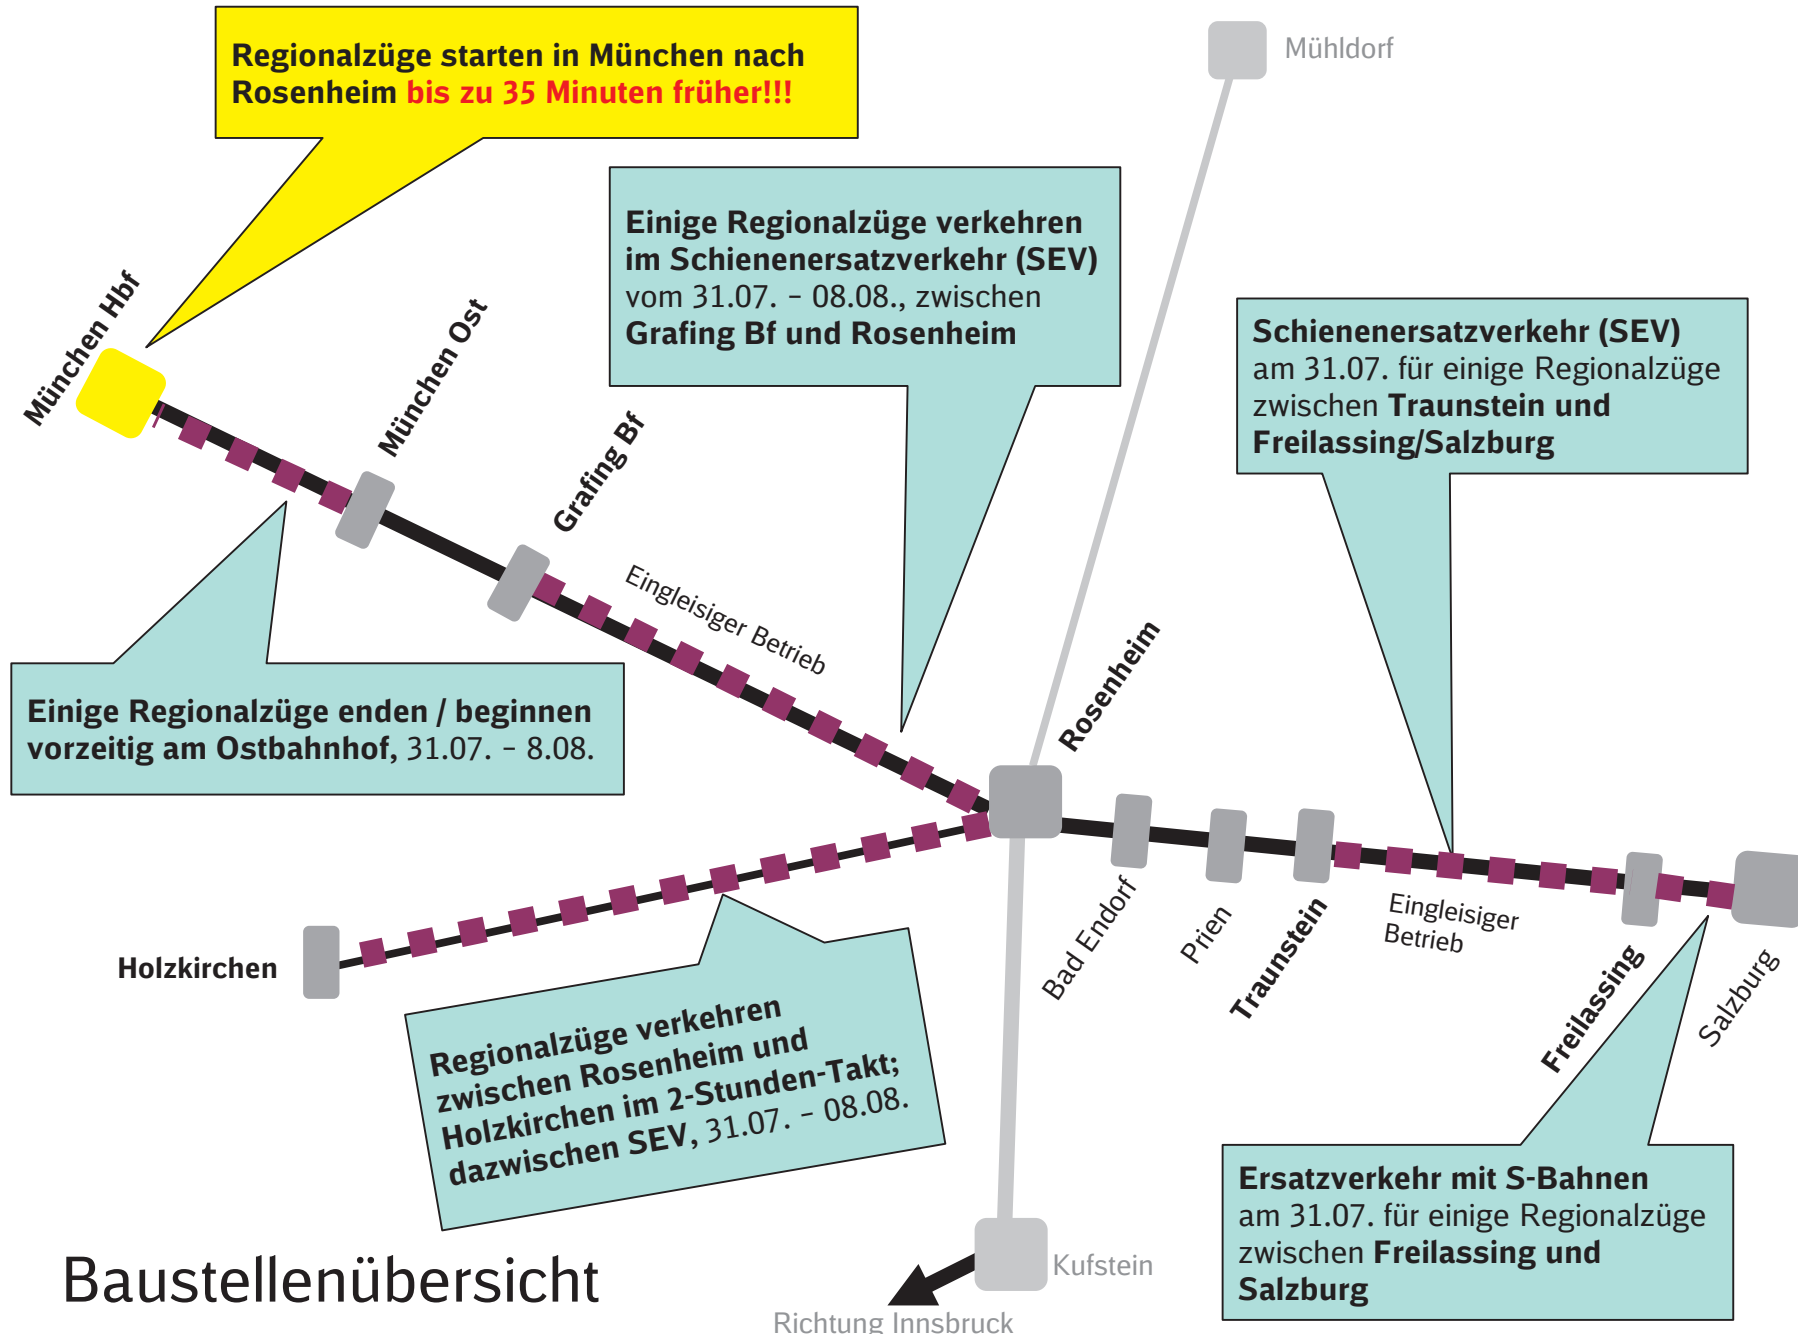 Regionalzüge starten in München nach
Rosenheim bis zu 35 Minuten früher!!!
Mühldorf
Einige Regionalzüge verkehren
im Schienenersatzverkehr (SEV)
vom 31.07. – 08.08., zwischen
Grafing Bf und Rosenheim
Schienenersatzverkehr (SEV)
am 31.07. für einige Regionalzüge
zwischen Traunstein und
Freilassing/Salzburg
München Hbf
München Ost
Grafing Bf
Eingleisiger Betrieb
Rosenheim
Einige Regionalzüge enden / beginnen
vorzeitig am Ostbahnhof, 31.07. – 8.08.
Holzkirchen
Bad Endorf
Prien
Traunstein
Eingleisiger
Betrieb
Freilassing
Salzburg
Regionalzüge verkehren
zwischen Rosenheim und
Holzkirchen im 2-Stunden-Takt;
dazwischen SEV, 31.07. – 08.08.
Ersatzverkehr mit S-Bahnen
am 31.07. für einige Regionalzüge
zwischen Freilassing und
Salzburg
Baustellenübersicht
Kufstein
Richtung Innsbruck